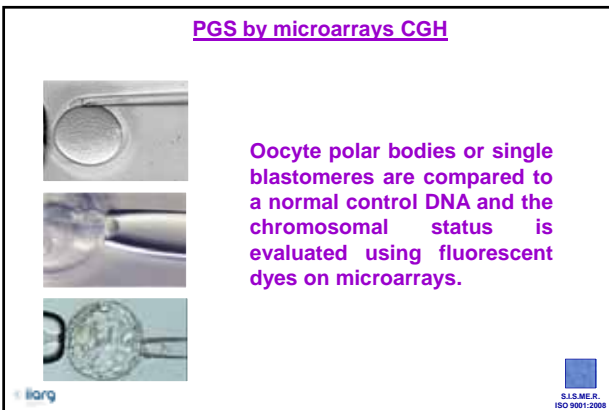 PGS by microarrays CGH
Oocyte polar bodies or single
blastomeres are compared to
a normal control DNA and the
chromosomal status is
evaluated using fluorescent
dyes on microarrays.
iiarg
S.I.S.ME.R.
ISO 9001:2008